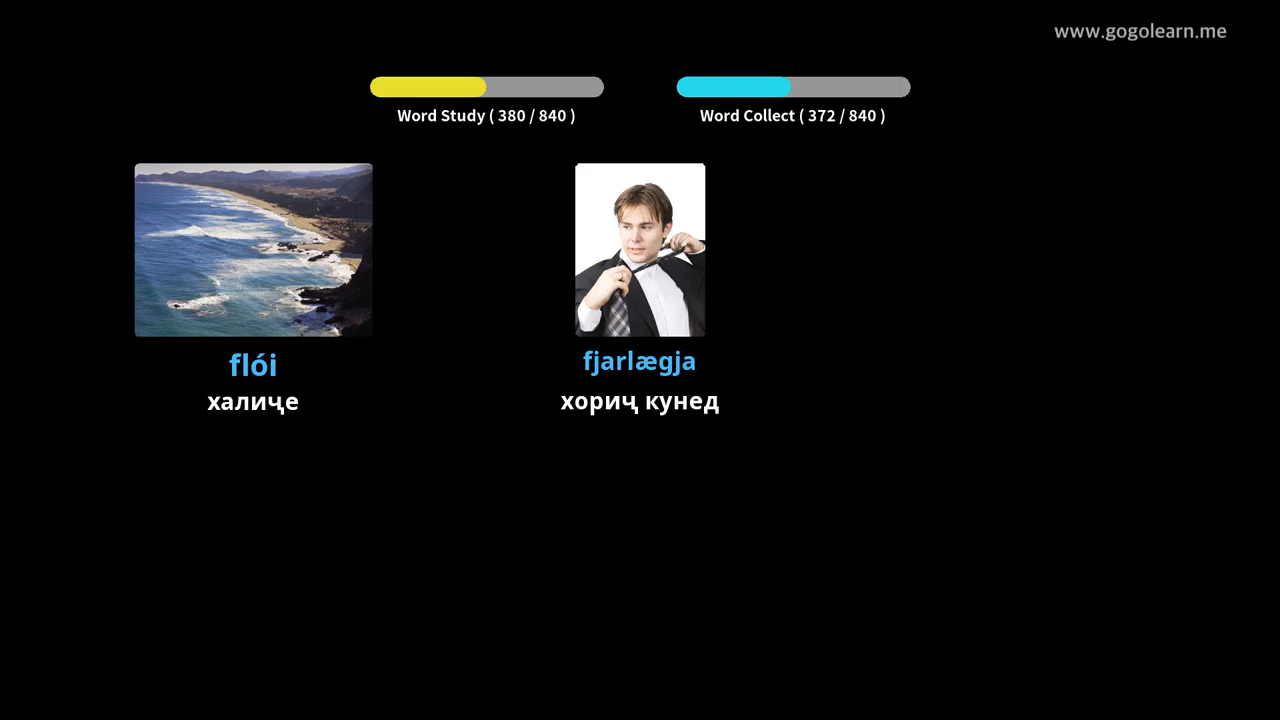 www.gogolearn.me
Word Study ( 380 / 840 )
Word Collect ( 372 / 840 )
flói
халиҷе
fjarlægja
хориҷ кунед